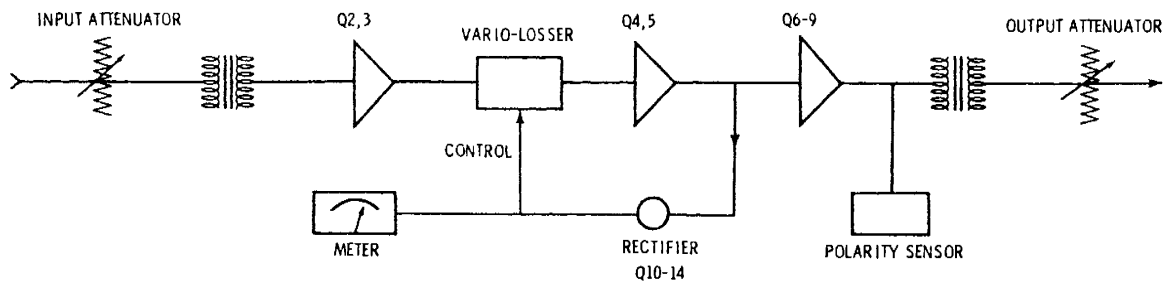 INPUT ATTENUATOR
Q2,3
VARIO-LOSSER
Q4,5
Q6-9
OUTPUT ATTENUATOR
CONTROL
METER
RECTIFIER
Q10-14
POLARITY SENSOR